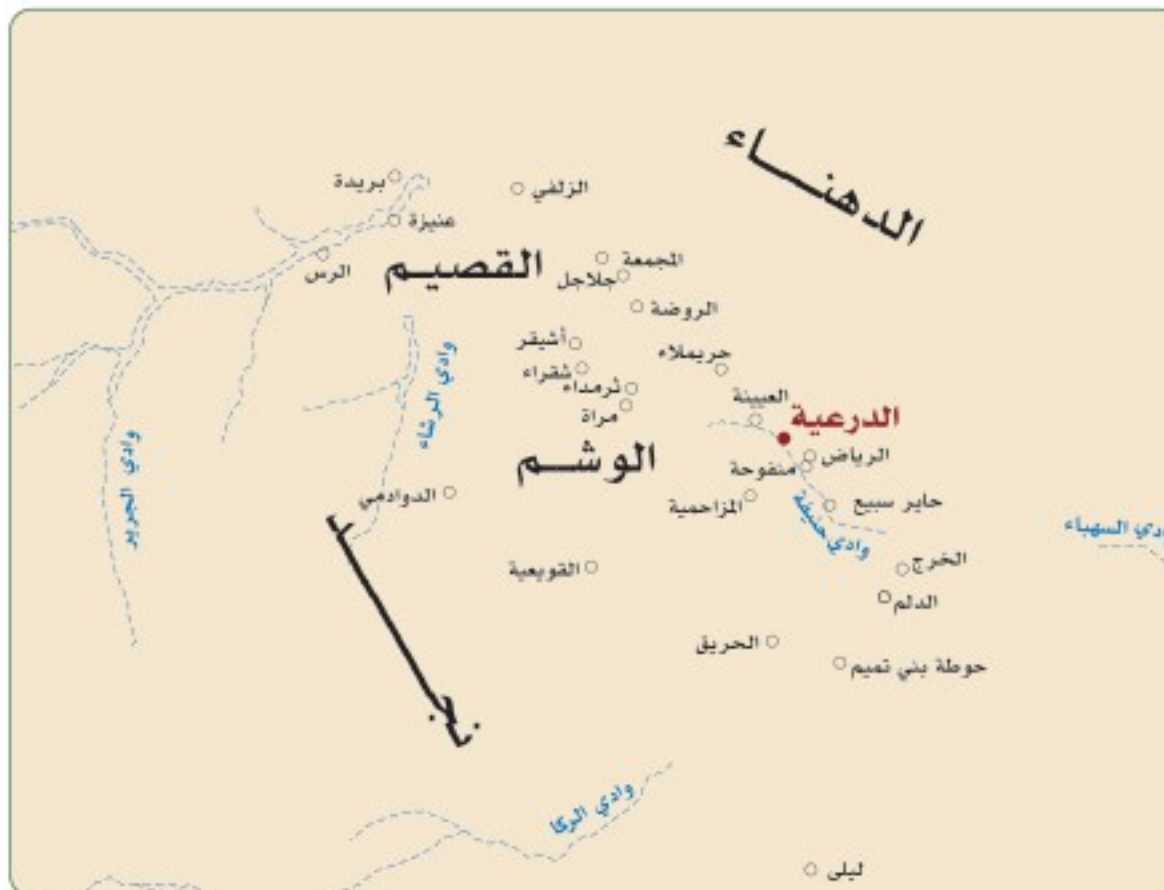 الدهناء
الزلفي
بريدة
عنيزة
الرس
القصيم
المجمعة
جلاجل
الروضة
أشيقر
شقراء
ثرمداء
مراة
حريملاء
العيينة
الدرعية
الرياض
منفوحة
المزاحمية
حاير سبيع
وادي حنيفة
الوشم
وادي الرشاء
وادي الجرير
الدوادمي
القويعية
الخرج
الدلم
وادي السهباء
الحريق
حوطة بني تميم
نجد
وادي الركا
ليلى